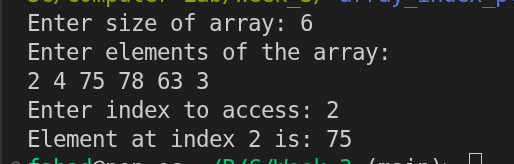 Enter size of array: 6
Enter elements of the array:
2 4 75 78 63 3
Enter index to access: 2
Element at index 2 is: 75
(main)